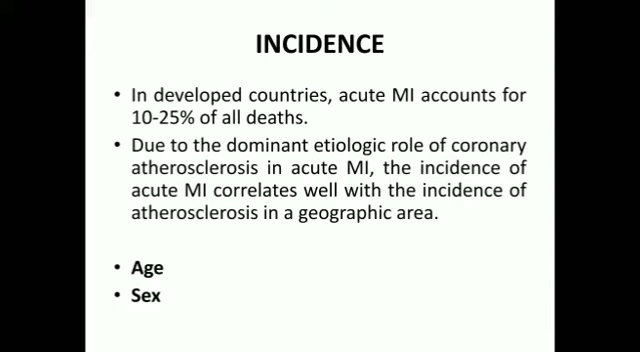 INCIDENCE
• In developed countries, acute MI accounts for
10-25% of all deaths.
• Due to the dominant etiologic role of coronary
atherosclerosis in acute MI, the incidence of
acute MI correlates well with the incidence of
atherosclerosis in a geographic area.
• Age
• Sex